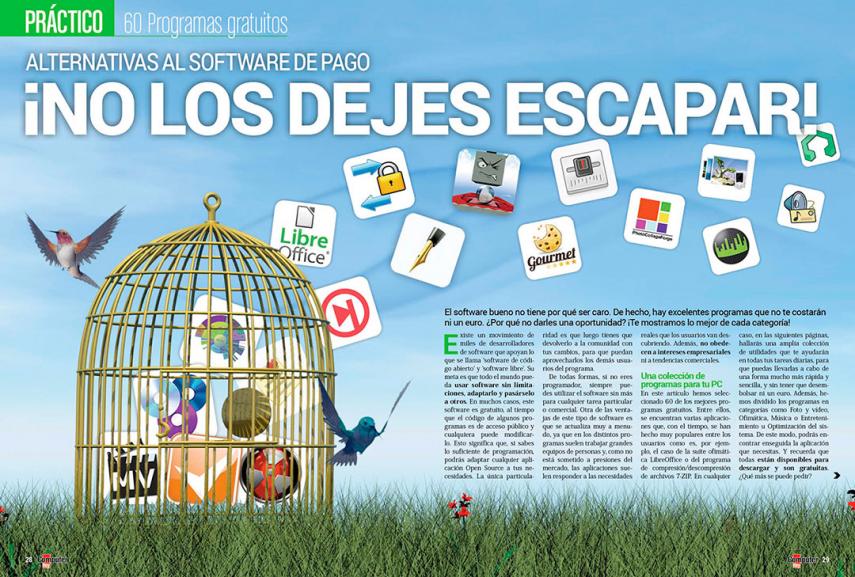 PRÁCTICO 60 Programas gratuitos
ALTERNATIVAS AL SOFTWARE DE PAGO
¡NO LOS DEJES ESCAPAR!
Libre
Office®
Gourmet
PhotoCollageForge
El software bueno no tiene por qué ser caro. De hecho, hay excelentes programas que no te costarán
ni un euro. ¿Por qué no darles una oportunidad? ¡Te mostramos lo mejor de cada categoría!
Existe un movimiento de
miles de desarrolladores
de software que apoyan lo
que se llama 'software de código
abierto' y 'software libre'. Su
meta es que todo el mundo pue-
da usar software sin limita-
ciones, adaptarlo y pasárselo
a otros. En muchos casos, este
software es gratuito, al tiempo
que el código de algunos pro-
gramas es de acceso público y
cualquiera puede modificar-
lo. Esto significa que, si sabes
lo suficiente de programación,
podrás adaptar cualquier apli-
cación Open Source a tus ne-
cesidades. La única particula-
ridad es que luego tienes que
devolverlo a la comunidad con
tus cambios, para que puedan
aprovecharlos los demás usua-
rios del programa.
De todas formas, si no eres
programador, siempre pue-
des utilizar el software sin más
para cualquier tarea particular
o comercial. Otra de las venta-
jas de este tipo de software es
que se actualiza muy a menu-
do, ya que en los distintos pro-
gramas suelen trabajar grandes
equipos de personas y, como no
está sometido a presiones del
mercado, las aplicaciones sue-
len responder a las necesidades
reales que los usuarios van des-
cubriendo. Además, no obede-
cen a intereses empresariales
ni a tendencias comerciales.
Una colección de
programas para tu PC
En este artículo hemos selec-
cionado 60 de los mejores pro-
gramas gratuitos. Entre ellos,
se encuentran varias aplicacio-
nes que, con el tiempo, se han
hecho muy populares entre los
usuarios como es, por ejemplo,
el caso de la suite ofimáti-
ca LibreOffice o del programa
de compresión/descompresión
de archivos 7-ZIP. En cualquier
caso, en las siguientes páginas,
hallarás una amplia colección
de utilidades que te ayudarán
en todas tus tareas diarias, para
que puedas llevarlas a cabo de
una forma mucho más rápida y
sencilla, y sin tener que desem-
bolsar ni un euro. Además, he-
mos dividido los programas en
categorías como Foto y vídeo,
Ofimática, Música o Entreteni-
miento u Optimización del sis-
tema. De este modo, podrás en-
contrar enseguida la aplicación
que necesitas. Y recuerda que
todas están disponibles para
descargar y son gratuitas.
¿Qué más se puede pedir?
28 Computer
Computer 29